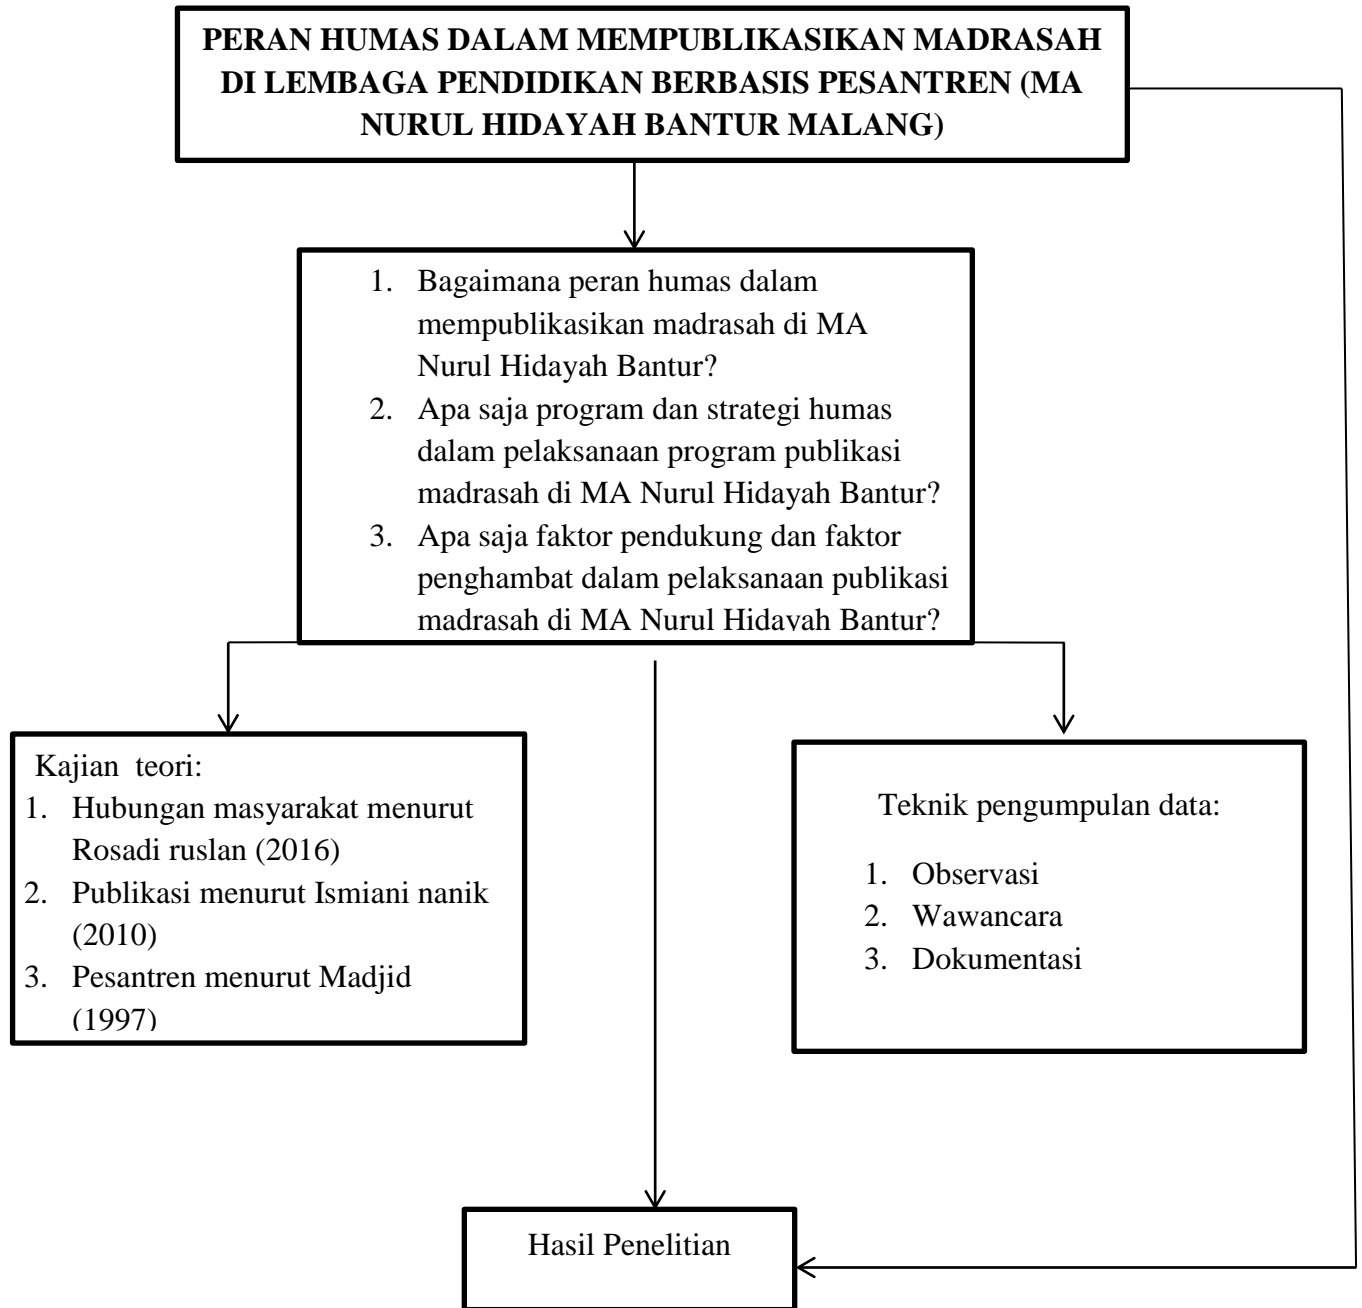 PERAN HUMAS DALAM MEMPUBLIKASIKAN MADRASAH
DI LEMBAGA PENDIDIKAN BERBASIS PESANTREN (MA
NURUL HIDAYAH BANTUR MALANG)
1. Bagaimana peran humas dalam
mempublikasikan madrasah di MA
Nurul Hidayah Bantur?
2. Apa saja program dan strategi humas
dalam pelaksanaan program publikasi
madrasah di MA Nurul Hidayah Bantur?
3. Apa saja faktor pendukung dan faktor
penghambat dalam pelaksanaan publikasi
madrasah di MA Nurul Hidayah Bantur?
Kajian teori:
1. Hubungan masyarakat menurut
Rosadi ruslan (2016)
2. Publikasi menurut Ismiani nanik
(2010)
3. Pesantren menurut Madjid
(1997)
Teknik pengumpulan data:
1. Observasi
2. Wawancara
3. Dokumentasi
Hasil Penelitian